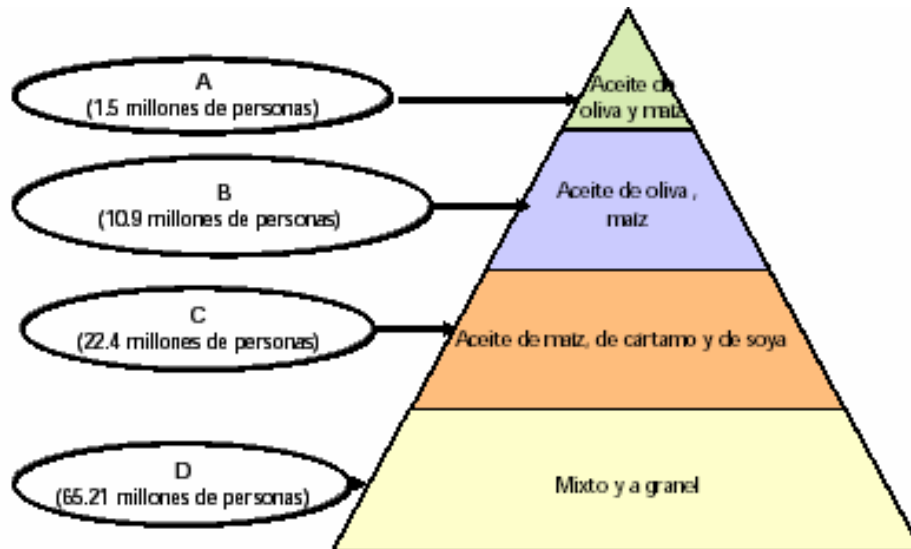 A
(1.5 millones de personas)
Aceite de
oliva y maiz
B
(10.9 millones de personas)
Aceite de oliva ,
maiz
C
(22.4 millones de personas)
Aceite de maiz, de cártamo y de soya
D
(65.21 millones de personas)
Mixto y a granel